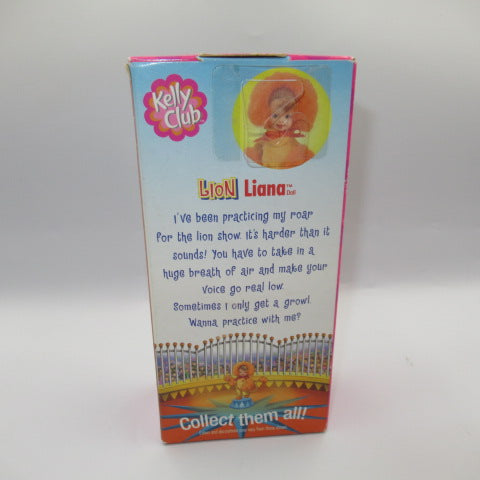 Kelly
Club™
LION Liana™
Doll
I've been practicing my roar
for the lion show. It's harder than it
sounds! You have to take in a
huge breath of air and make your
voice go real low.
Sometimes I only get a growl.
Wanna practice with me?
Collect them all!